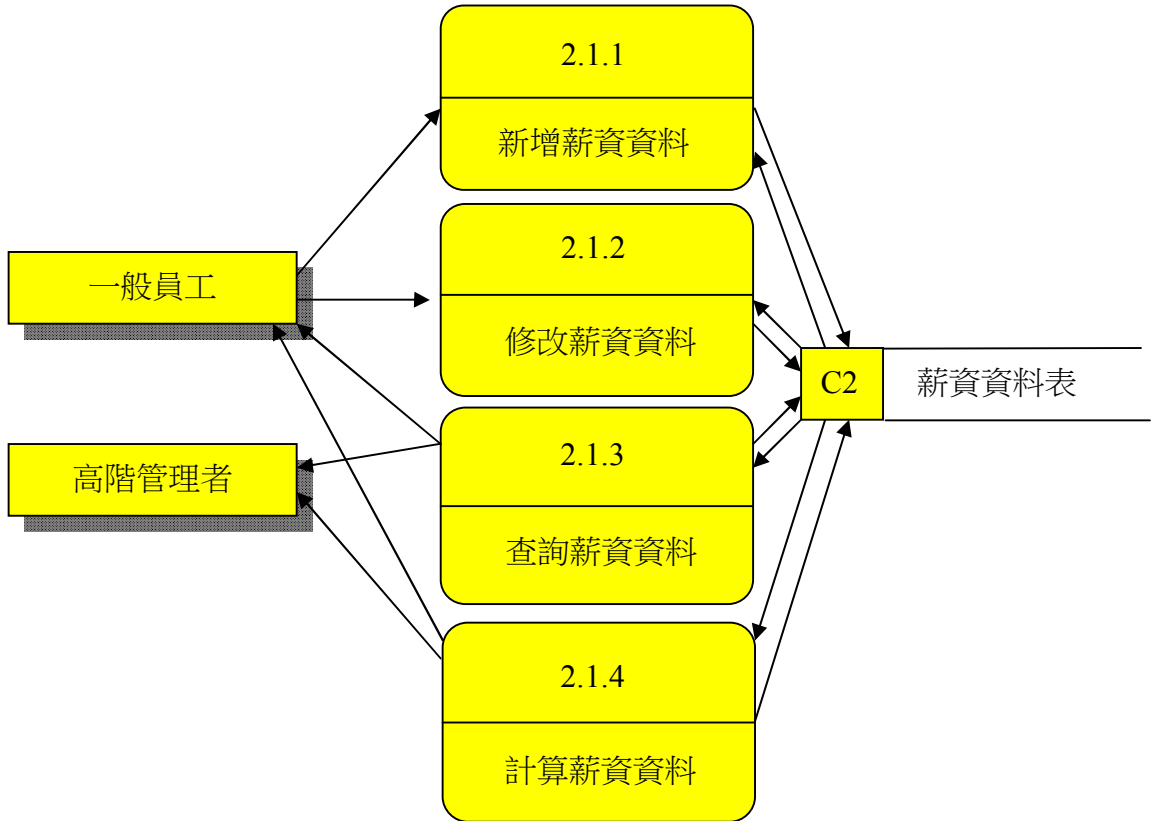 2.1.1
新增薪資資料
2.1.2
修改薪資資料
一般員工
C2
薪資資料表
高階管理者
2.1.3
查詢薪資資料
2.1.4
計算薪資資料